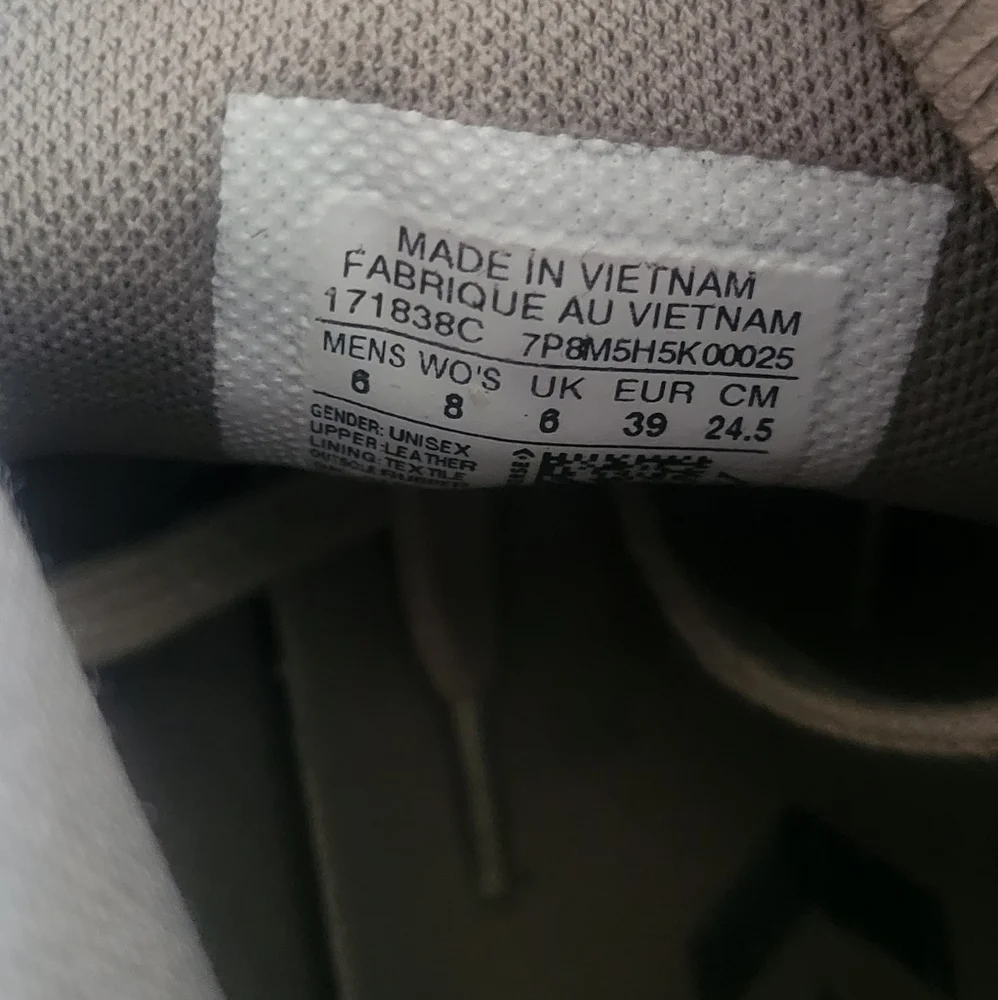 MADE İN VIETNAM
FABRIQUE AU VIETNAM
171838C 7P8M5H5K00025
MENS WO'S UK EUR CM
6 8 6 39 24.5
GENDER: UNISEX
UPPER:LEATHER
LINING:TEXTILE